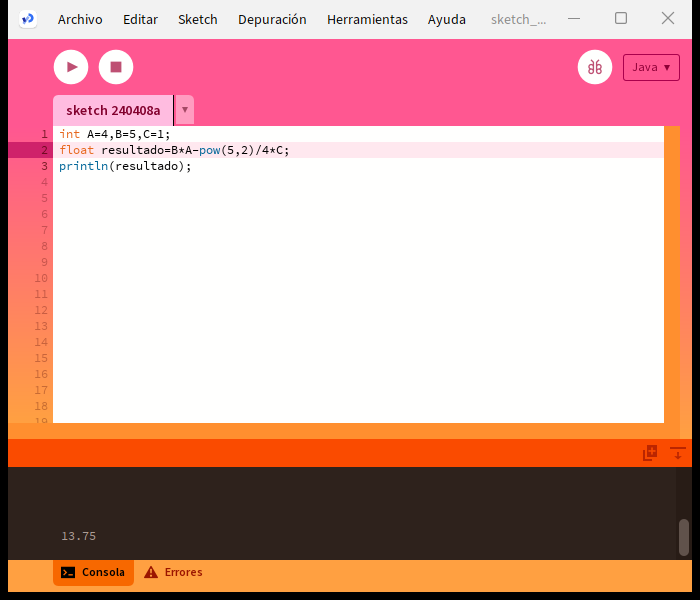 Archivo Editar Sketch Depuración Herramientas Ayuda sketch_...
Java ▾
sketch 240408a ▾
1 int A=4,B=5,C=1;
2 float resultado=B*A-pow(5,2)/4*C;
3 println(resultado);
4
5
6
7
8
9
10
11
12
13
14
15
16
17
18
19
13.75
Consola Errores